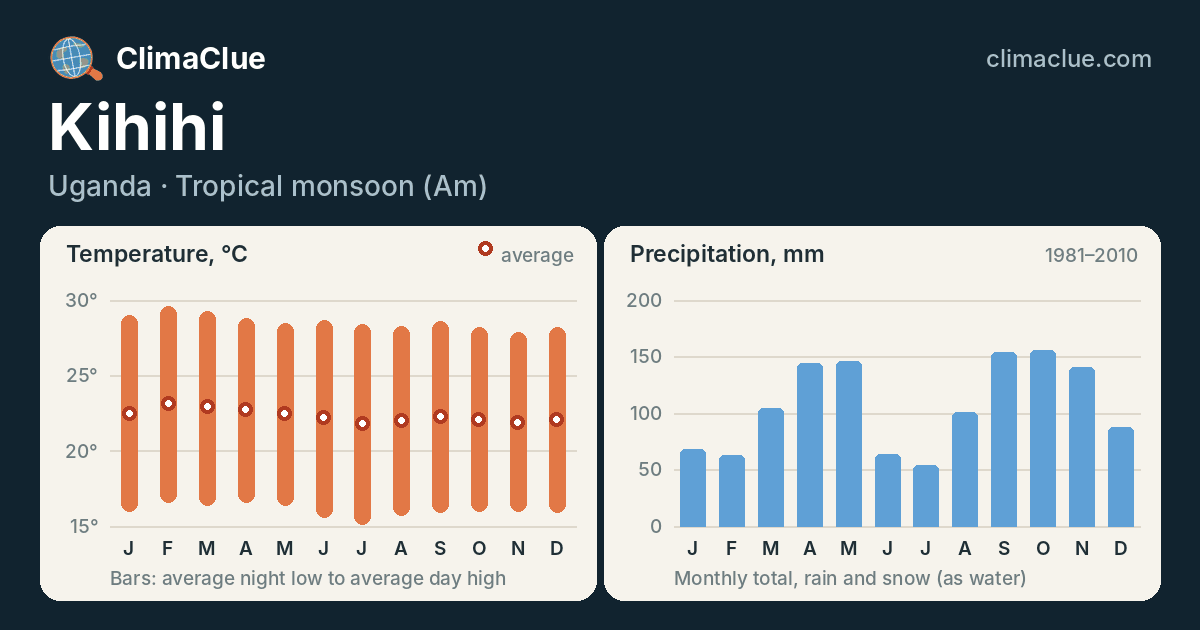 ClimaClue
climaclue.com
Kihihi
Uganda · Tropical monsoon (Am)
Temperature, °C
average
30°
25°
20°
15°
J F M A M J J A S O N D
Bars: average night low to average day high
Precipitation, mm
1981–2010
200
150
100
50
0
J F M A M J J A S O N D
Monthly total, rain and snow (as water)